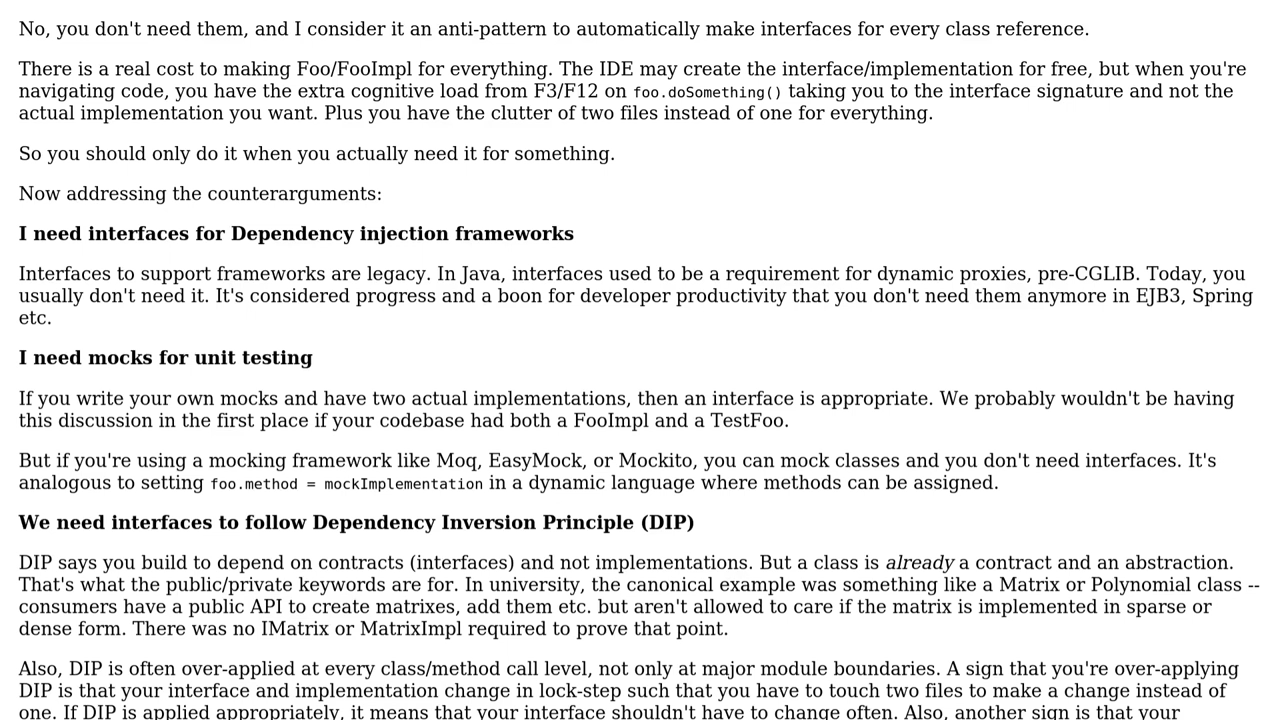 No, you don't need them, and I consider it an anti-pattern to automatically make interfaces for every class reference.
There is a real cost to making Foo/FooImpl for everything. The IDE may create the interface/implementation for free, but when you're
navigating code, you have the extra cognitive load from F3/F12 on foo.doSomething() taking you to the interface signature and not the
actual implementation you want. Plus you have the clutter of two files instead of one for everything.
So you should only do it when you actually need it for something.
Now addressing the counterarguments:
I need interfaces for Dependency injection frameworks
Interfaces to support frameworks are legacy. In Java, interfaces used to be a requirement for dynamic proxies, pre-CGLIB. Today, you
usually don't need it. It's considered progress and a boon for developer productivity that you don't need them anymore in EJB3, Spring
etc.
I need mocks for unit testing
If you write your own mocks and have two actual implementations, then an interface is appropriate. We probably wouldn't be having
this discussion in the first place if your codebase had both a FooImpl and a TestFoo.
But if you're using a mocking framework like Moq, EasyMock, or Mockito, you can mock classes and you don't need interfaces. It's
analogous to setting foo.method = mockImplementation in a dynamic language where methods can be assigned.
We need interfaces to follow Dependency Inversion Principle (DIP)
DIP says you build to depend on contracts (interfaces) and not implementations. But a class is already a contract and an abstraction.
That's what the public/private keywords are for. In university, the canonical example was something like a Matrix or Polynomial class --
consumers have a public API to create matrixes, add them etc. but aren't allowed to care if the matrix is implemented in sparse or
dense form. There was no IMatrix or MatrixImpl required to prove that point.
Also, DIP is often over-applied at every class/method call level, not only at major module boundaries. A sign that you're over-applying
DIP is that your interface and implementation change in lock-step such that you have to touch two files to make a change instead of
one. If DIP is applied appropriately, it means that your interface shouldn't have to change often. Also, another sign is that your